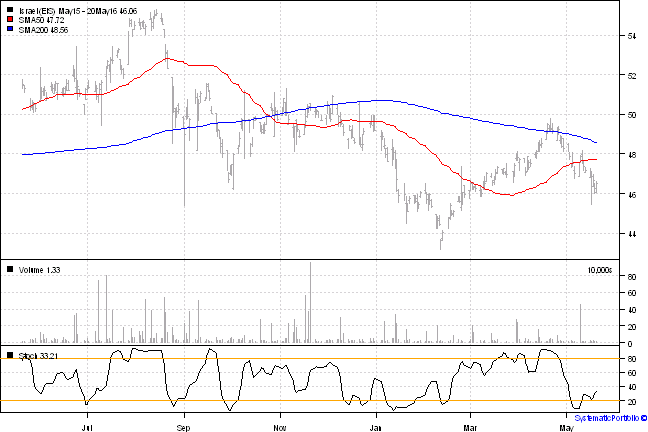 Israel (EIS) May15 - 20May16 46.06
SMA50 47.72
SMA200 48.56
54
52
50
48
46
44
Volume 1.33
10,000s
80
60
40
20
0
Stoch 33.21
80
60
40
20
Jul Sep Nov Jan Mar May
SystematicPortfolio ©